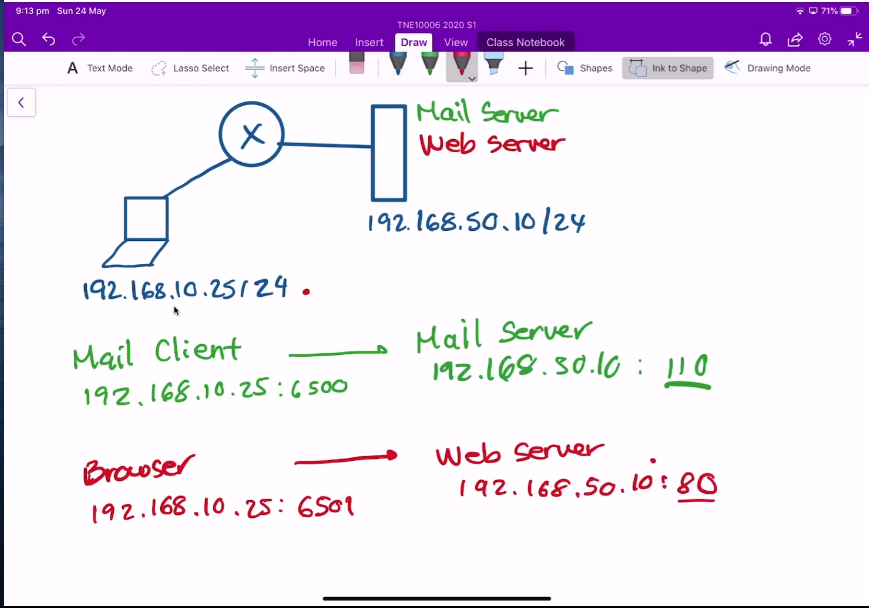 9:13 pm Sun 24 May
71%
TNE10006 2020 S1
Home Insert Draw View Class Notebook
Text Mode Lasso Select Insert Space Shapes Ink to Shape Drawing Mode
X
Mail Server
Web Server
192.168.50.10/24
192.168.10.25/24
Mail Client
192.168.10.25:6500
Mail Server
192.168.50.10 : 110
Browser
192.168.10.25: 6501
Web Server
192.168.50.10:80